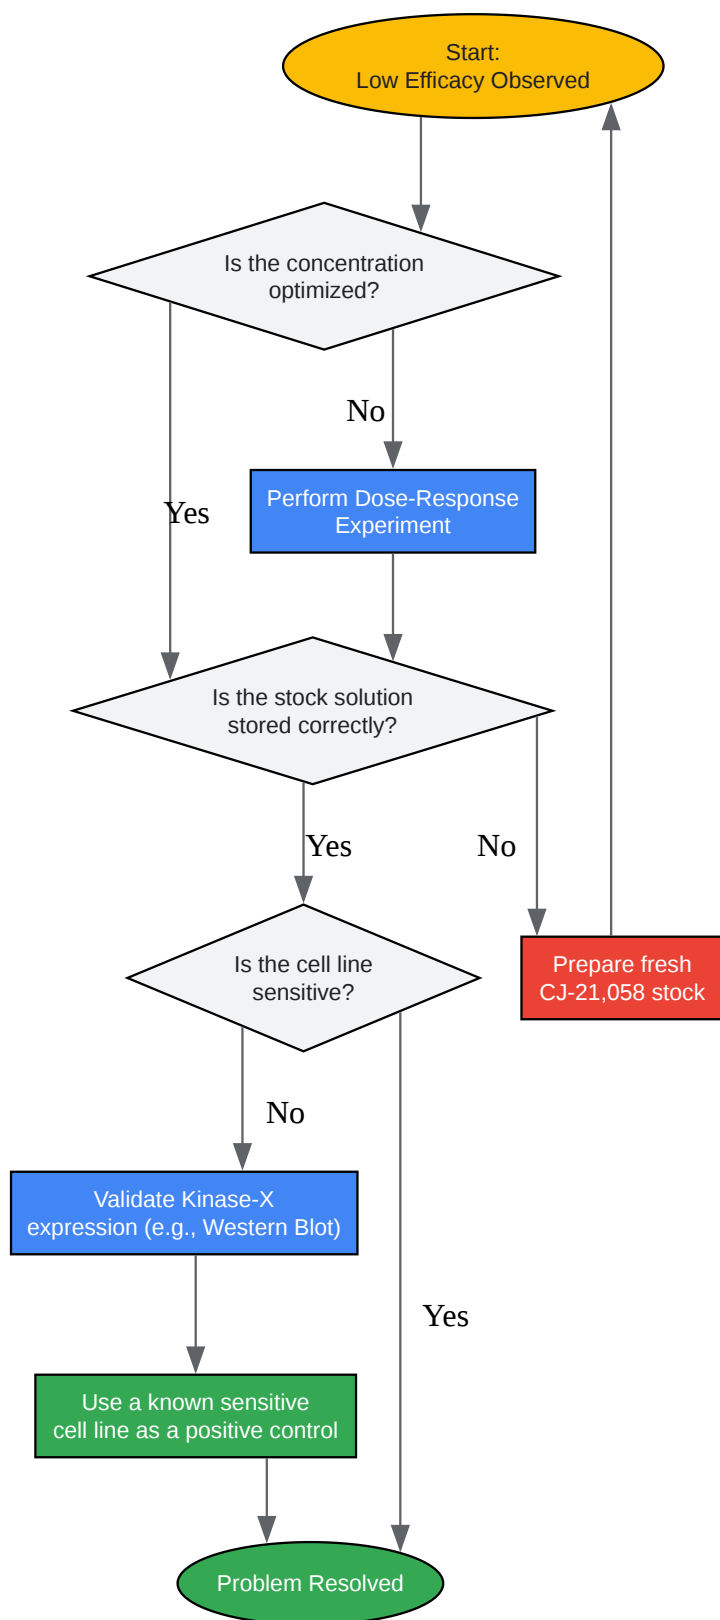 Start:
Low Efficacy Observed
Is the concentration
optimized?
No
Perform Dose-Response
Experiment
Yes
Is the stock solution
stored correctly?
Yes
No
Is the cell line
sensitive?
Prepare fresh
CJ-21,058 stock
No
Validate Kinase-X
expression (e.g., Western Blot)
Yes
Use a known sensitive
cell line as a positive control
Problem Resolved